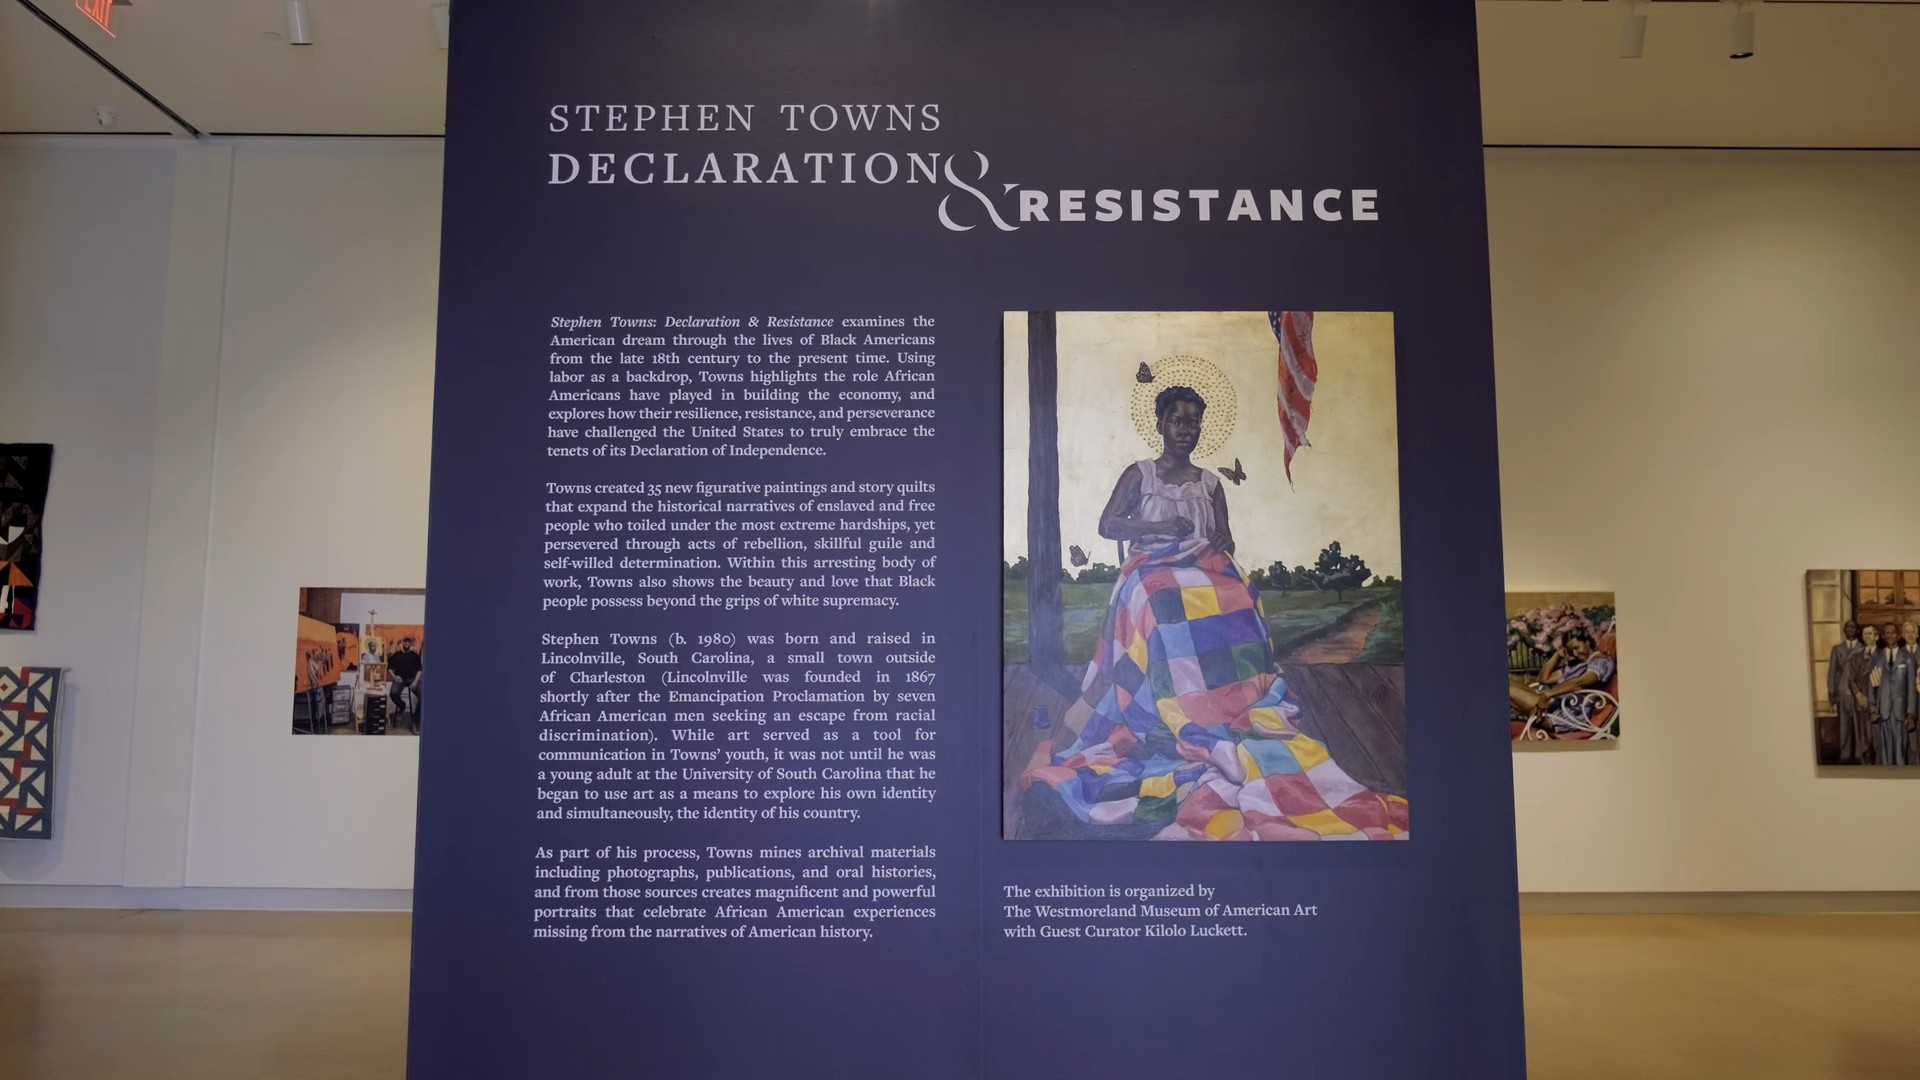 EXIT
STEPHEN TOWNS
DECLARATION
& RESISTANCE
Stephen Towns: Declaration & Resistance examines the
American dream through the lives of Black Americans
from the late 18th century to the present time. Using
labor as a backdrop, Towns highlights the role African
Americans have played in building the economy, and
explores how their resilience, resistance, and perseverance
have challenged the United States to truly embrace the
tenets of its Declaration of Independence.
Towns created 35 new figurative paintings and story quilts
that expand the historical narratives of enslaved and free
people who toiled under the most extreme hardships, yet
persevered through acts of rebellion, skillful guile and
self-willed determination. Within this arresting body of
work, Towns also shows the beauty and love that Black
people possess beyond the grips of white supremacy.
Stephen Towns (b. 1980) was born and raised in
Lincolnville, South Carolina, a small town outside
of Charleston (Lincolnville was founded in 1867
shortly after the Emancipation Proclamation by seven
African American men seeking an escape from racial
discrimination). While art served as a tool for
communication in Towns’ youth, it was not until he was
a young adult at the University of South Carolina that he
began to use art as a means to explore his own identity
and simultaneously, the identity of his country.
As part of his process, Towns mines archival materials
including photographs, publications, and oral histories,
and from those sources creates magnificent and powerful
portraits that celebrate African American experiences
missing from the narratives of American history.
The exhibition is organized by
The Westmoreland Museum of American Art
with Guest Curator Kilolo Luckett.